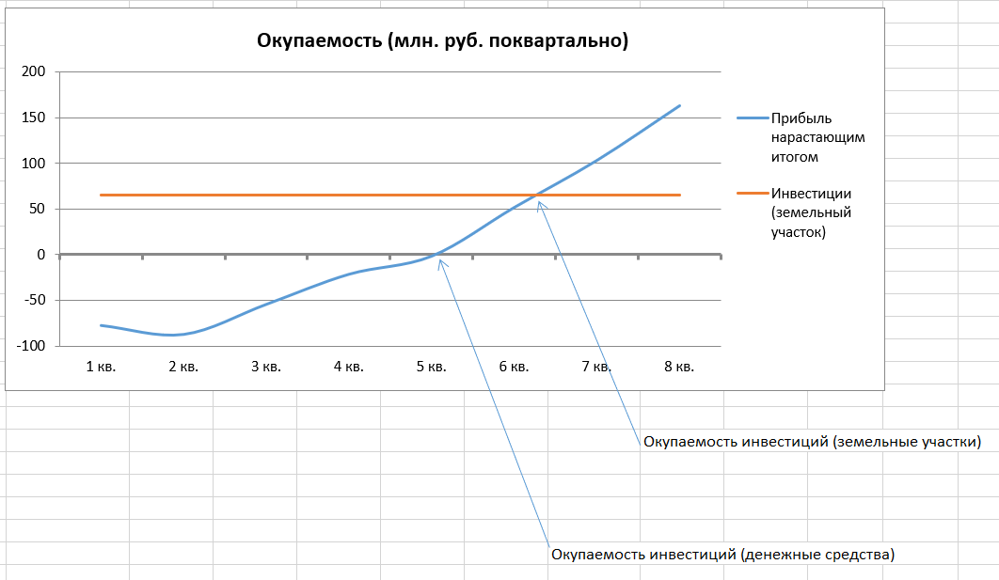 Окупаемость (млн. руб. поквартально)
200
150
100
50
0
-50
-100
1 кв. 2 кв. 3 кв. 4 кв. 5 кв. 6 кв. 7 кв. 8 кв.
Прибыль
нарастающим
итогом
Инвестиции
(земельный
участок)
Окупаемость инвестиций (земельные участки)
Окупаемость инвестиций (денежные средства)